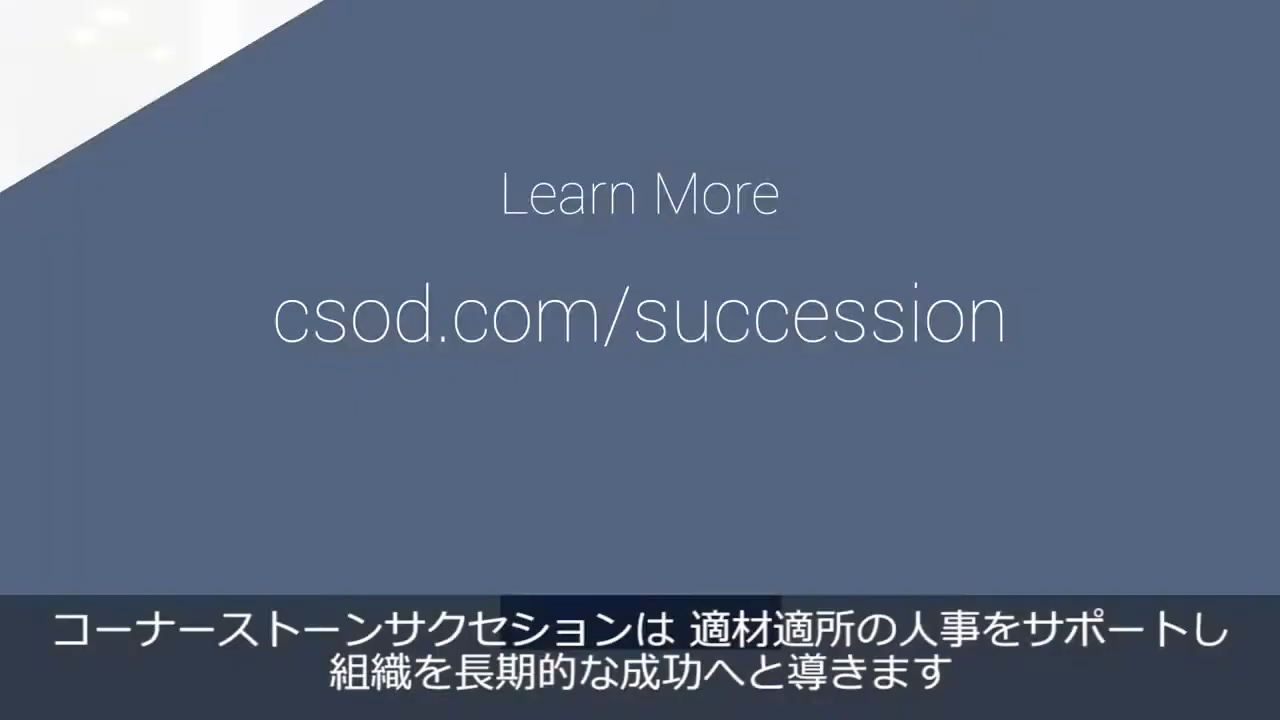 Learn More
csod.com/succession
コーナーストーンサクセションは 適材適所の人事をサポートし
組織を長期的な成功へと導きます